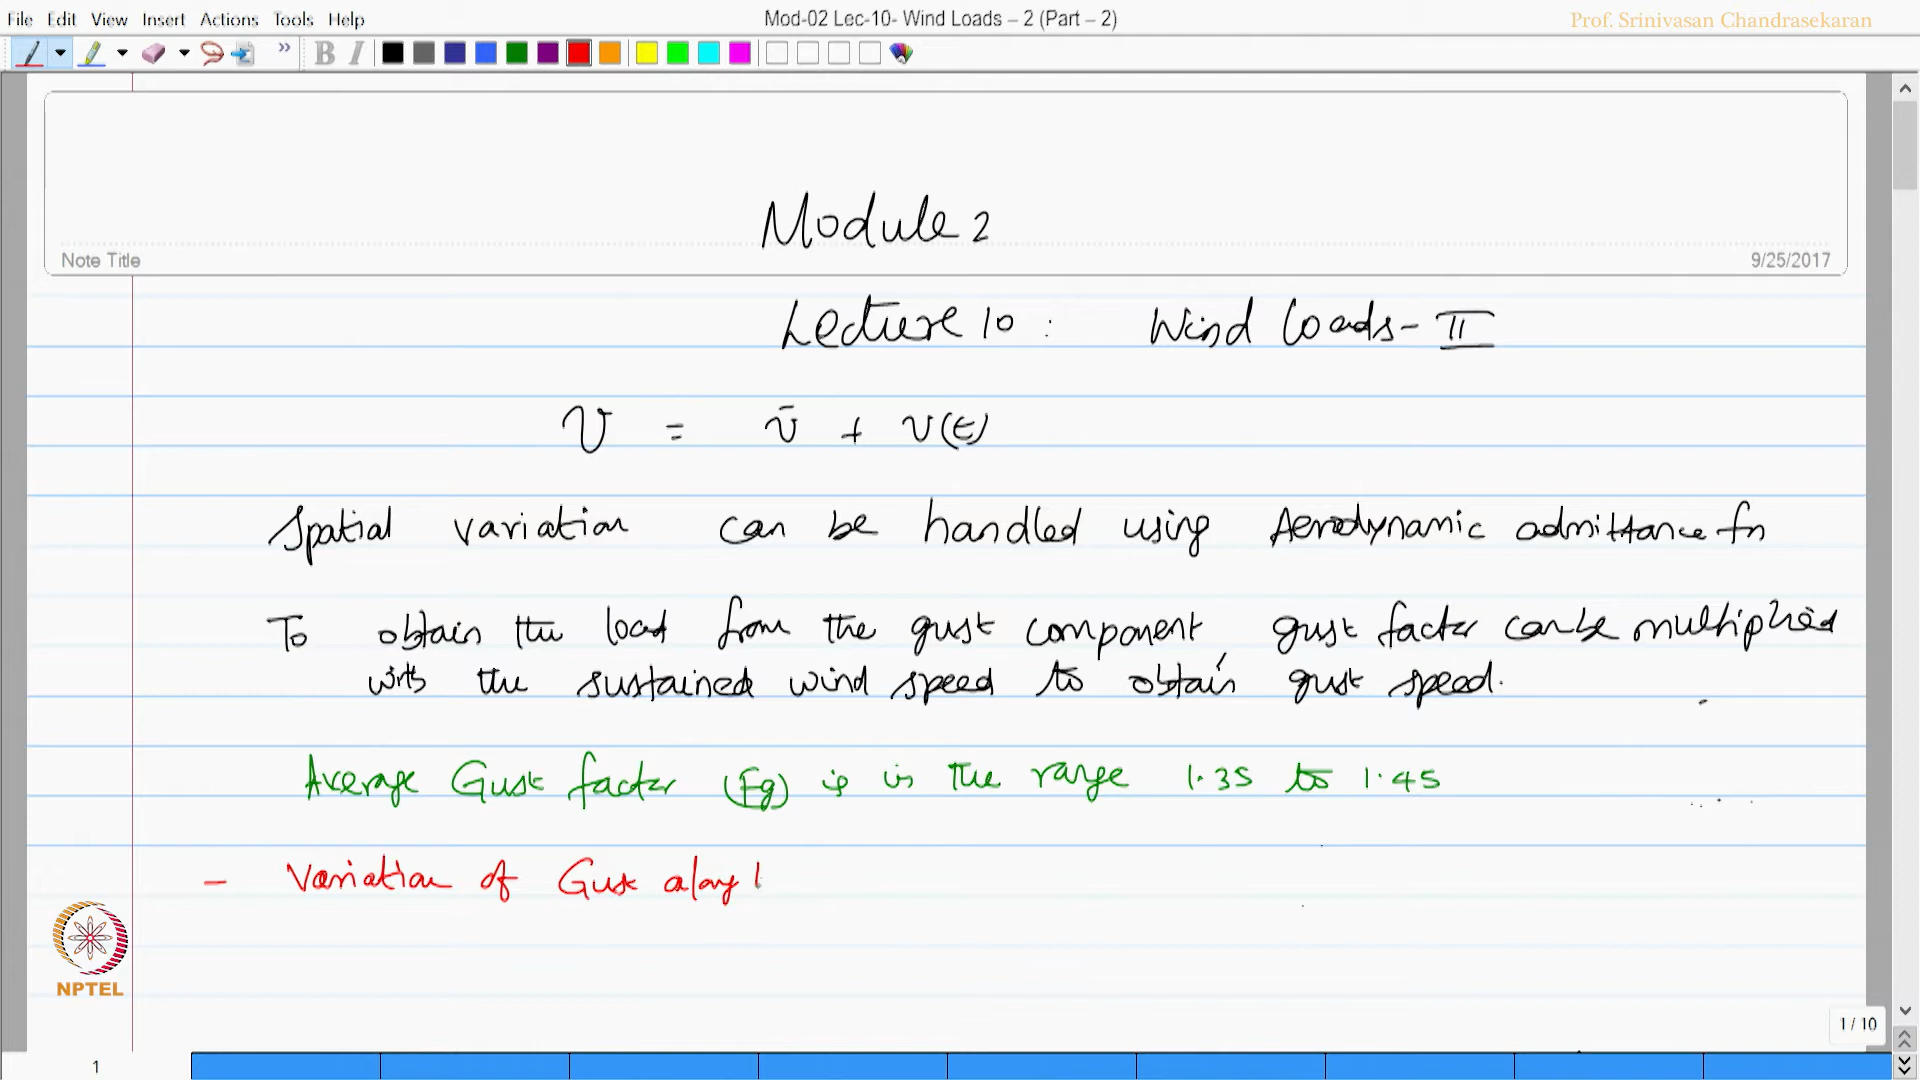 File Edit View Insert Actions Tools Help
Mod-02 Lec-10- Wind Loads – 2 (Part – 2)
Prof. Srinivasan Chandrasekaran
B I
Module 2
Note Title
9/25/2017
Lecture 10 : Wind Loads - II
V = v̄ + v(t)
Spatial variation can be handled using Aerodynamic admittance fn
To obtain the load from the gust component, gust factor can be multiplied
with the sustained wind speed to obtain gust speed.
Average Gust factor (Fg) is in the range 1.35 to 1.45
- Variation of Gust along
NPTEL
1 / 10
1